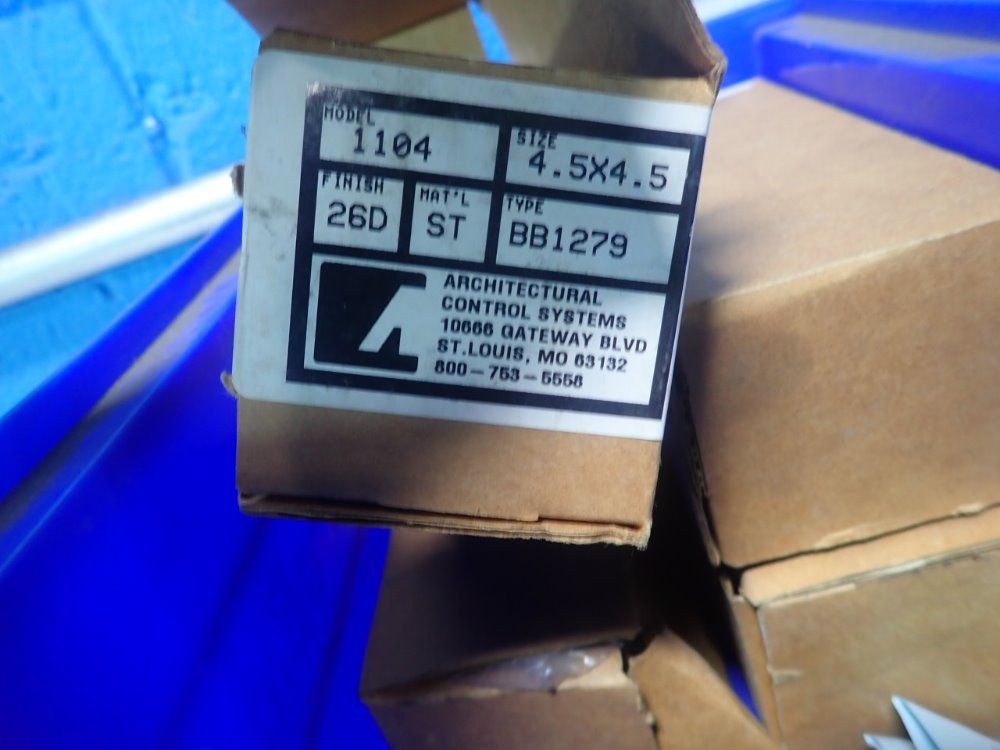 MODEL
1104
SIZE
4.5X4.5
FINISH
26D
MAT'L
ST
TYPE
BB1279
ARCHITECTURAL
CONTROL SYSTEMS
10666 GATEWAY BLVD
ST.LOUIS, MO 63132
800-753-5558